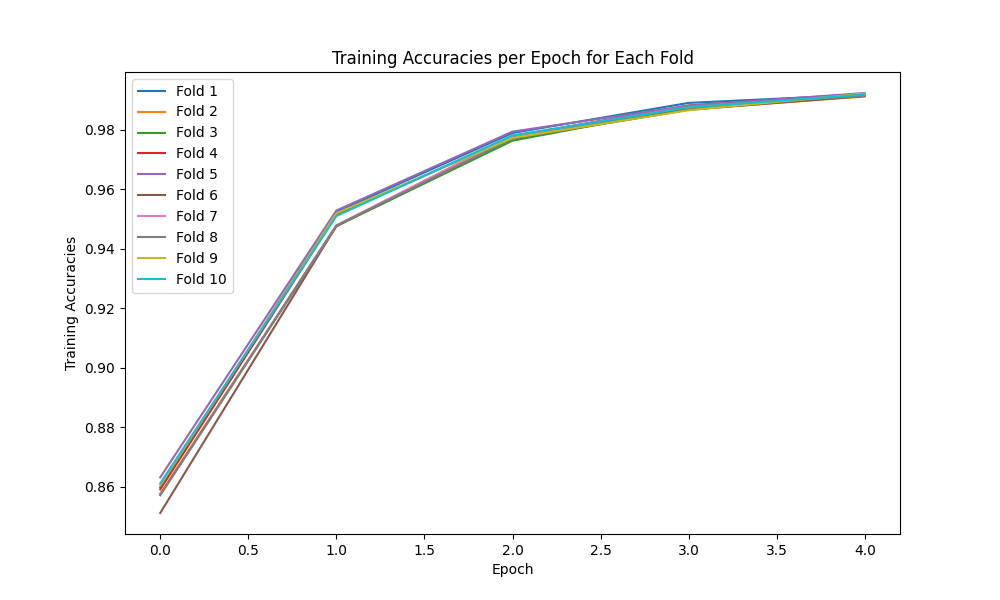 Training Accuracies per Epoch for Each Fold
Fold 1
Fold 2
Fold 3
Fold 4
Fold 5
Fold 6
Fold 7
Fold 8
Fold 9
Fold 10
0.98
0.96
0.94
0.92
0.90
0.88
0.86
Training Accuracies
0.0 0.5 1.0 1.5 2.0 2.5 3.0 3.5 4.0
Epoch